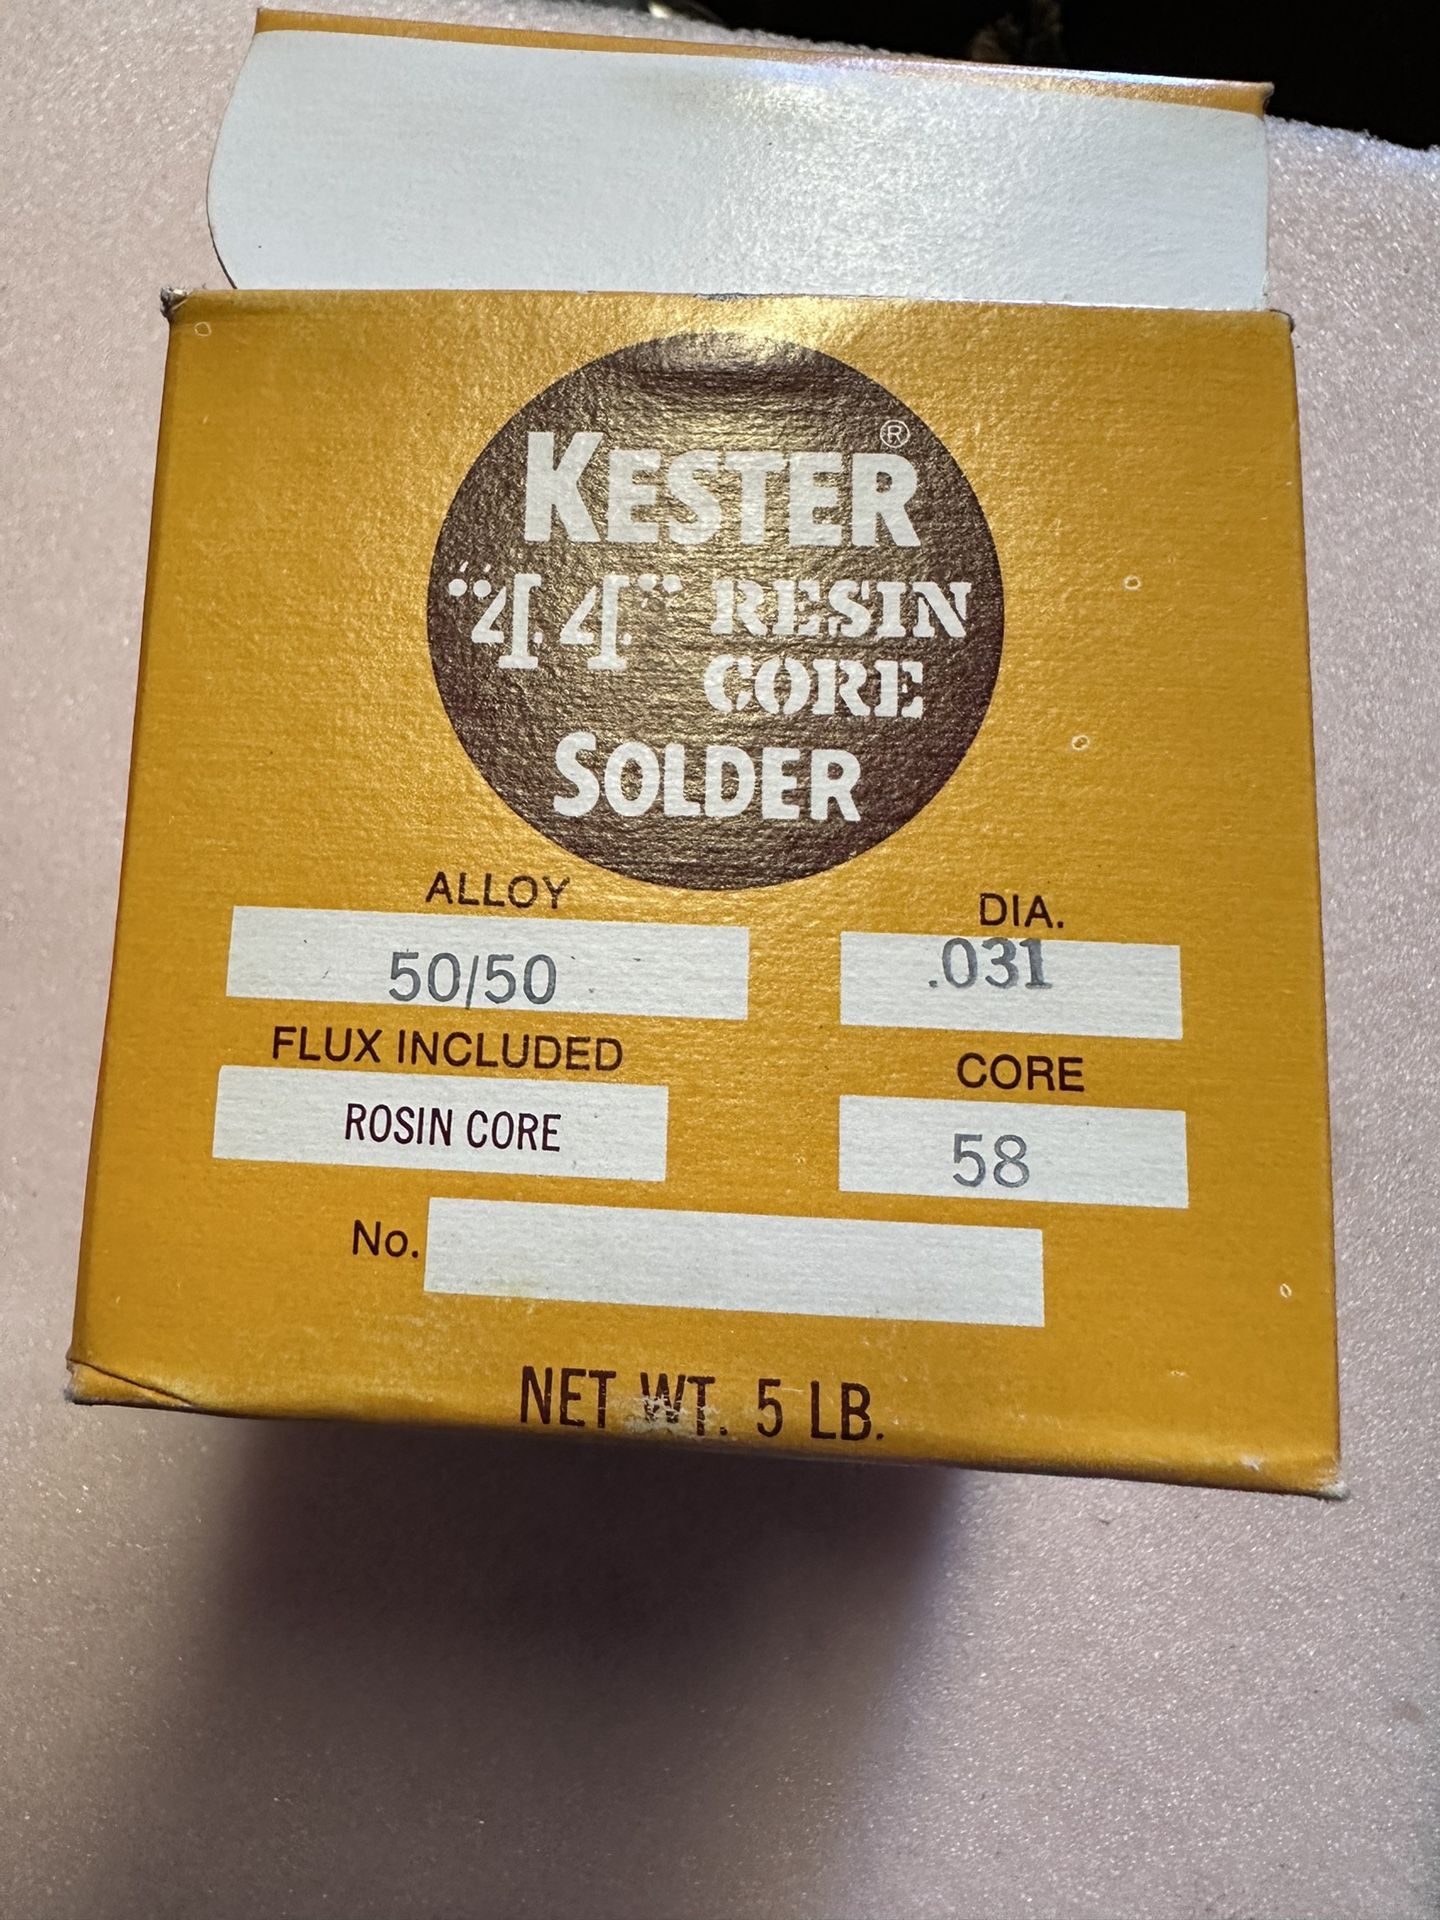 KESTER®
"44" RESIN
CORE
SOLDER
ALLOY
50/50
DIA.
.031
FLUX INCLUDED
ROSIN CORE
CORE
58
No.
NET WT. 5 LB.